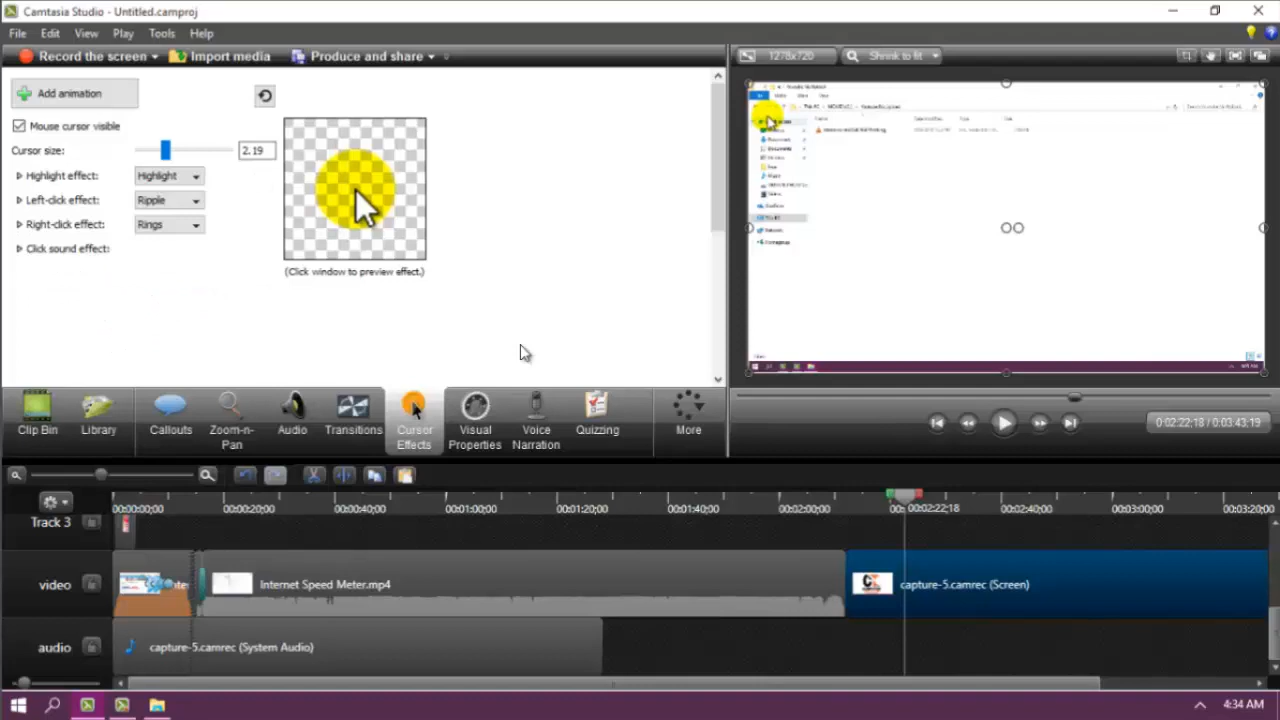 Camtasia Studio - Untitled.camproj
File Edit View Play Tools Help
Record the screen Import media Produce and share
1278x720 Shrink to fit
Add animation
Mouse cursor visible
Cursor size: 2.19
Highlight effect: Highlight
Left-click effect: Ripple
Right-click effect: Rings
Click sound effect:
(Click window to preview effect.)
Clip Bin Library Callouts Zoom-n-Pan Audio Transitions Cursor Effects Visual Properties Voice Narration Quizzing More
0:02:22;18 / 0:03:43;19
00:00:00;00 00:00:20;00 00:00:40;00 00:01:00;00 00:01:20;00 00:01:40;00 00:02:00;00 00:02:22;18 00:02:40;00 00:03:00;00 00:03:20;00
Track 3
video Internet Speed Meter.mp4 capture-5.camrec (Screen)
audio capture-5.camrec (System Audio)
4:34 AM